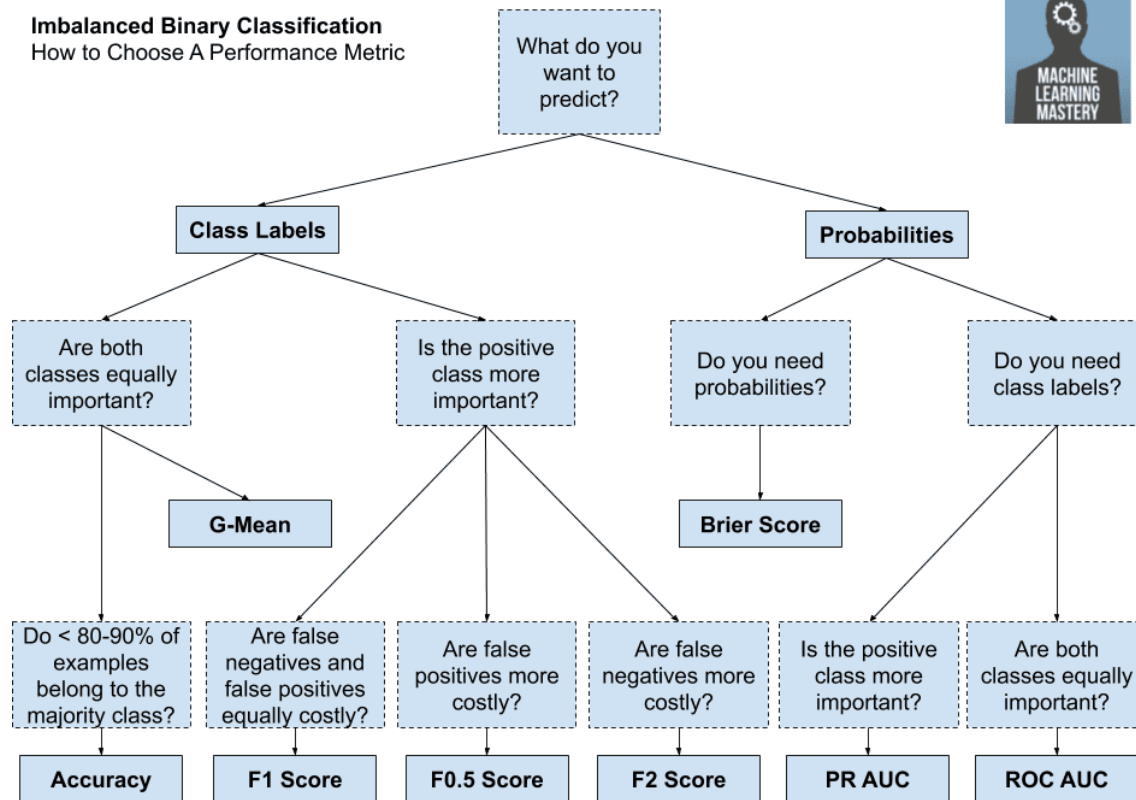 Imbalanced Binary Classification
How to Choose A Performance Metric
What do you
want to
predict?
MACHINE
LEARNING
MASTERY
Class Labels
Probabilities
Are both
classes equally
important?
Is the positive
class more
important?
Do you need
probabilities?
Do you need
class labels?
G-Mean
Brier Score
Do < 80-90% of
examples
belong to the
majority class?
Are false
negatives and
false positives
equally costly?
Are false
positives more
costly?
Are false
negatives more
costly?
Is the positive
class more
important?
Are both
classes equally
important?
Accuracy
F1 Score
F0.5 Score
F2 Score
PR AUC
ROC AUC